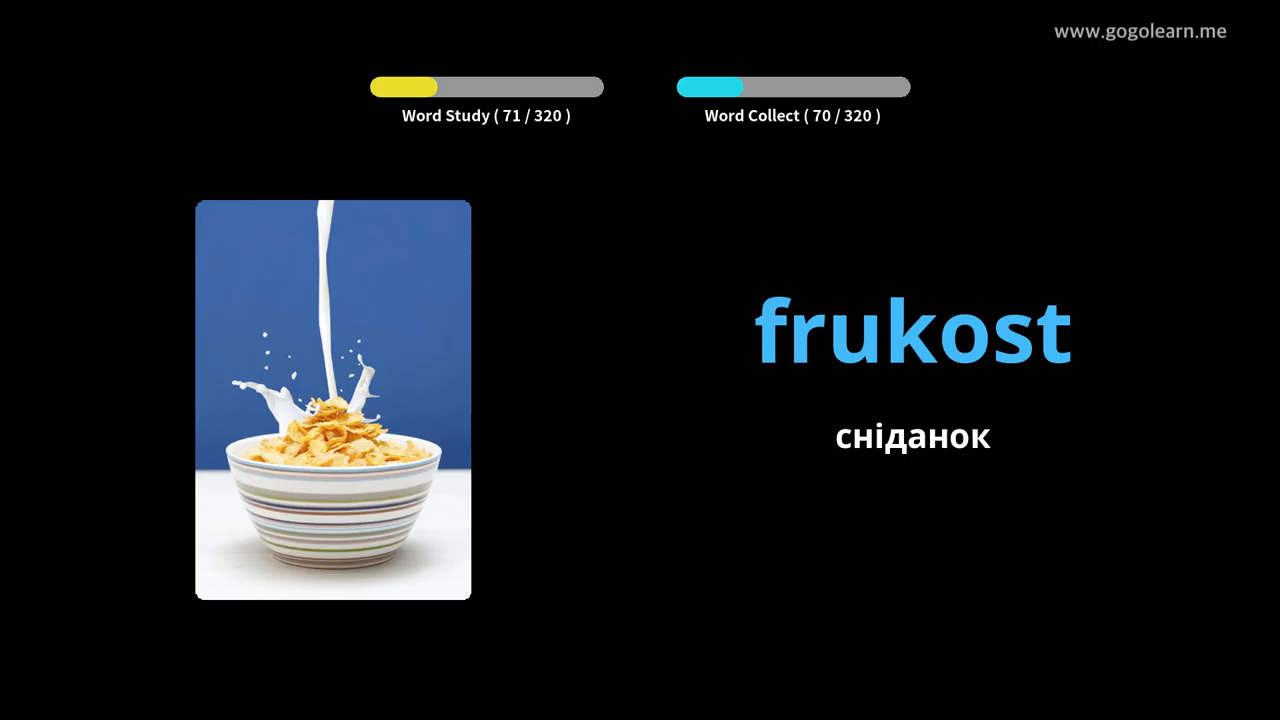 www.gogolearn.me
Word Study ( 71 / 320 )
Word Collect ( 70 / 320 )
frukost
сніданок